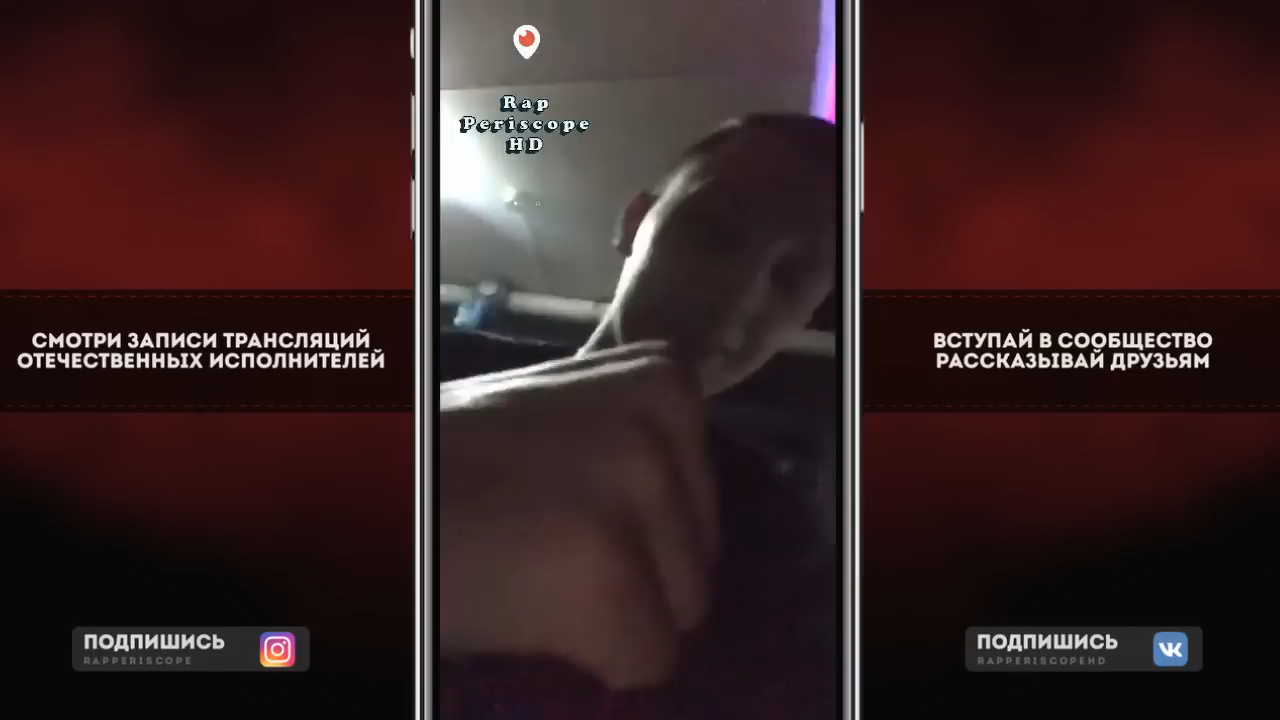 Rap
Periscope
HD
СМОТРИ ЗАПИСИ ТРАНСЛЯЦИЙ
ОТЕЧЕСТВЕННЫХ ИСПОЛНИТЕЛЕЙ
ВСТУПАЙ В СООБЩЕСТВО
РАССКАЗЫВАЙ ДРУЗЬЯМ
ПОДПИШИСЬ
RAPPERISCOPE
ПОДПИШИСЬ
RAPPERISCOPEHD